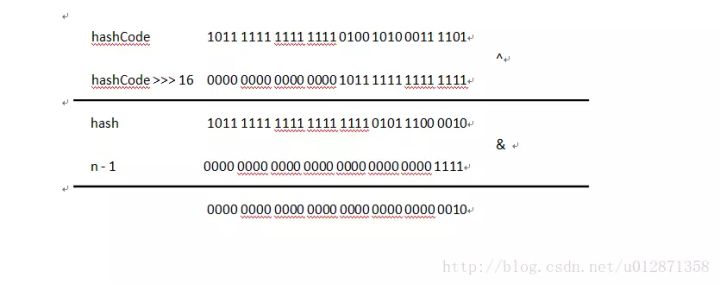 hashCode 1011 1111 1111 1111 0100 1010 0011 1101
^
hashCode >>> 16 0000 0000 0000 0000 1011 1111 1111 1111
hash 1011 1111 1111 1111 1111 0101 1100 0010
&
n - 1 0000 0000 0000 0000 0000 0000 0000 1111
0000 0000 0000 0000 0000 0000 0000 0010
http://blog.csdn.net/u012871358